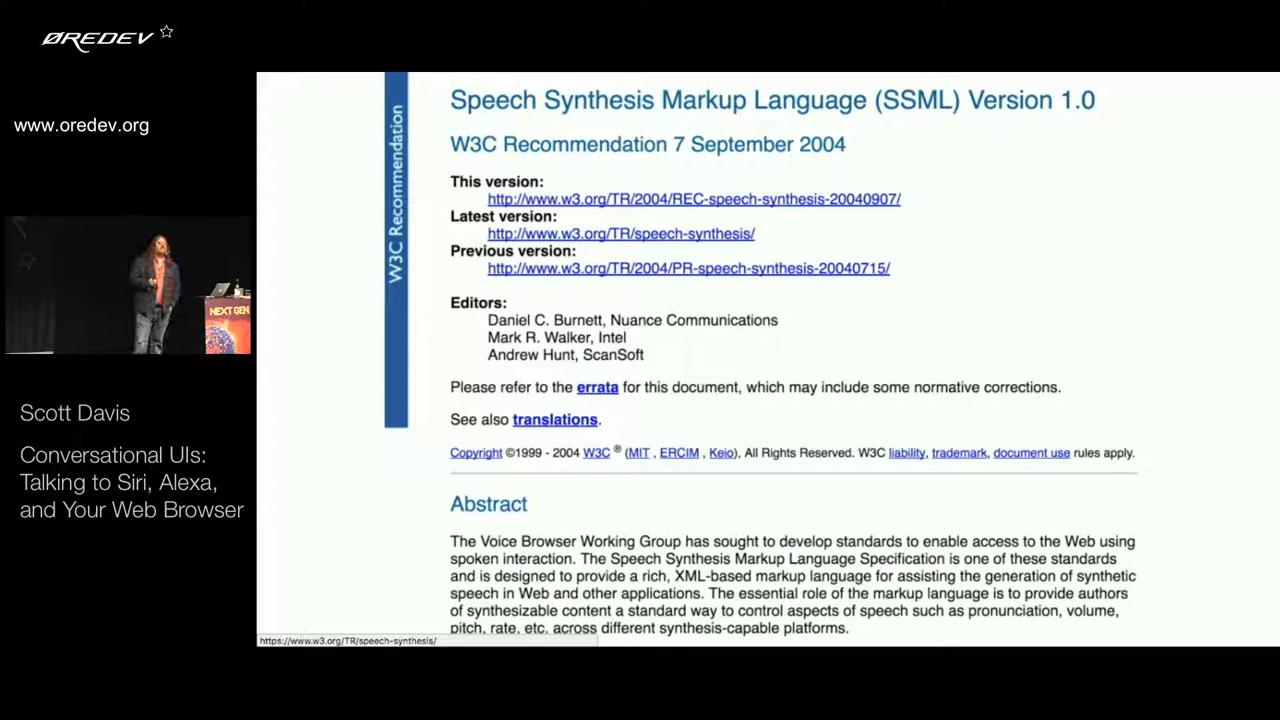 ØREDEV
www.oredev.org
NEXT GEN
Scott Davis
Conversational UIs:
Talking to Siri, Alexa,
and Your Web Browser
W3C Recommendation
Speech Synthesis Markup Language (SSML) Version 1.0
W3C Recommendation 7 September 2004
This version:
http://www.w3.org/TR/2004/REC-speech-synthesis-20040907/
Latest version:
http://www.w3.org/TR/speech-synthesis/
Previous version:
http://www.w3.org/TR/2004/PR-speech-synthesis-20040715/
Editors:
Daniel C. Burnett, Nuance Communications
Mark R. Walker, Intel
Andrew Hunt, ScanSoft
Please refer to the errata for this document, which may include some normative corrections.
See also translations.
Copyright ©1999 - 2004 W3C ® (MIT , ERCIM , Keio), All Rights Reserved. W3C liability, trademark, document use rules apply.
Abstract
The Voice Browser Working Group has sought to develop standards to enable access to the Web using
spoken interaction. The Speech Synthesis Markup Language Specification is one of these standards
and is designed to provide a rich, XML-based markup language for assisting the generation of synthetic
speech in Web and other applications. The essential role of the markup language is to provide authors
of synthesizable content a standard way to control aspects of speech such as pronunciation, volume,
pitch, rate, etc. across different synthesis-capable platforms.
https://www.w3.org/TR/speech-synthesis/